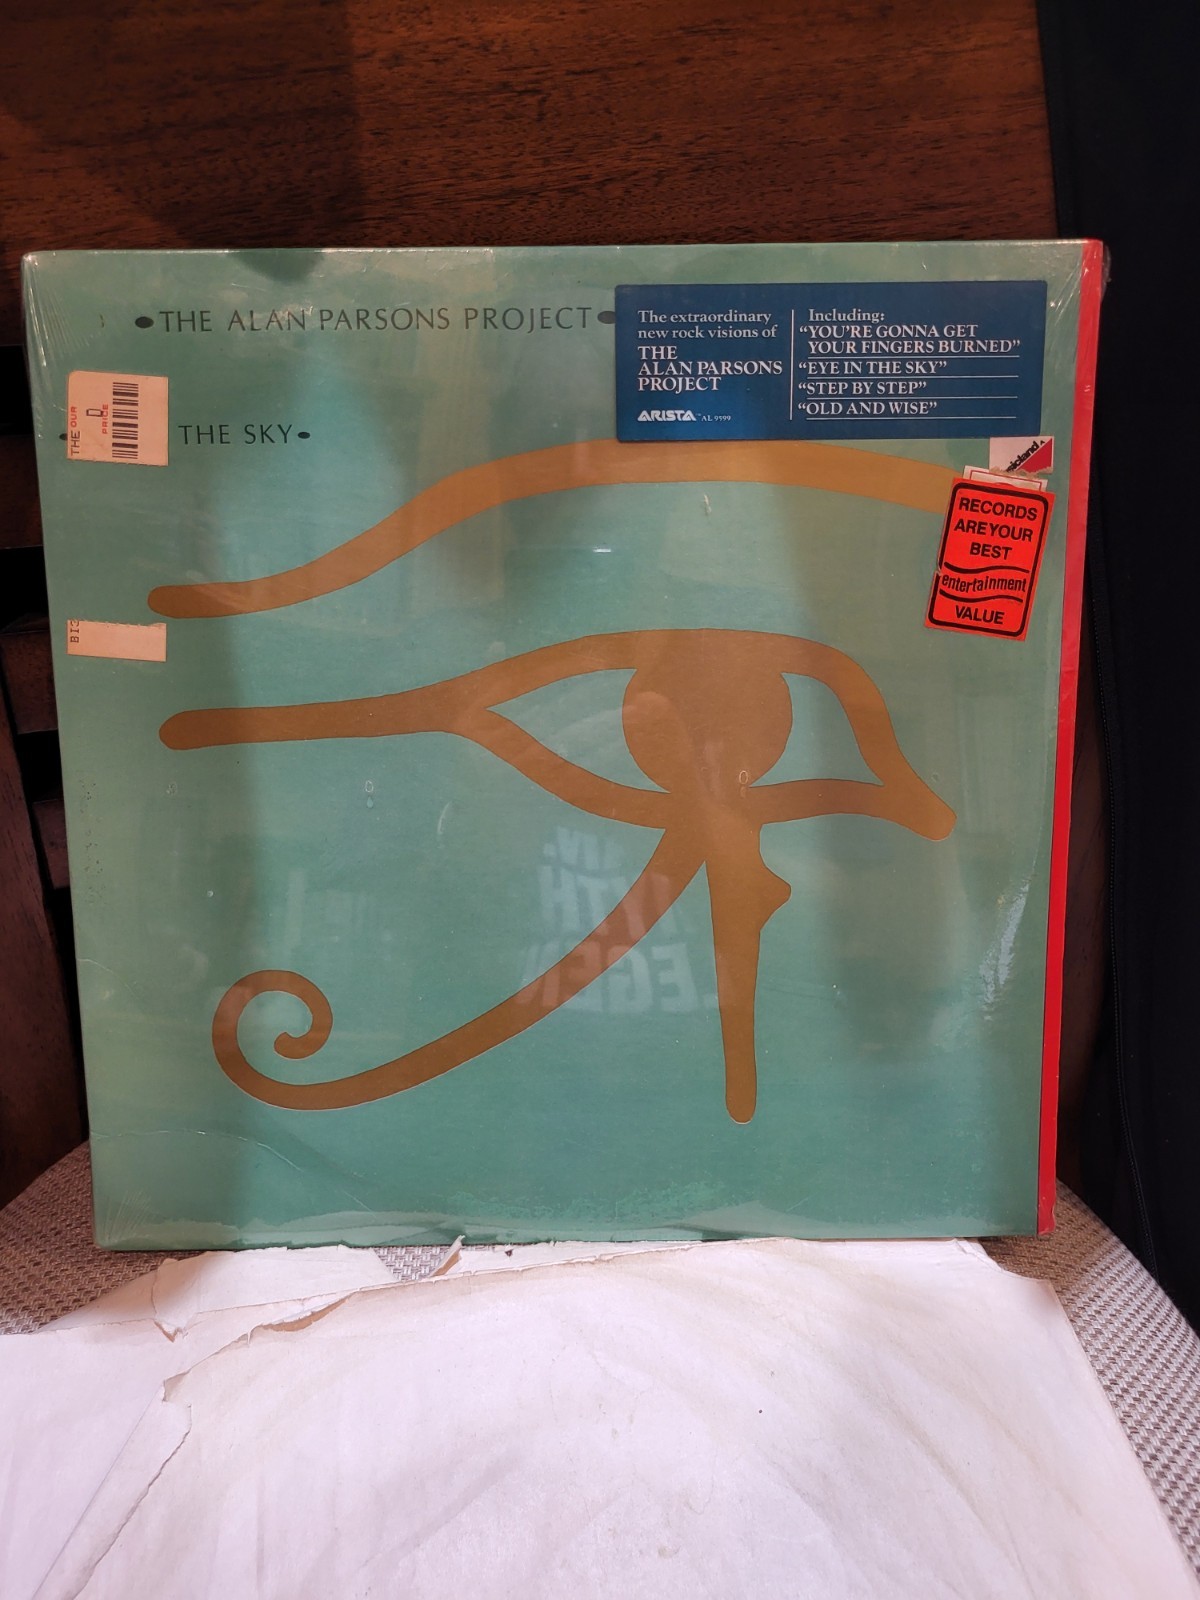 •THE ALAN PARSONS PROJECT•
THE SKY•
The extraordinary
new rock visions of
THE
ALAN PARSONS
PROJECT
ARISTA™ AL 9599
Including:
“YOU’RE GONNA GET
YOUR FINGERS BURNED”
“EYE IN THE SKY”
“STEP BY STEP”
“OLD AND WISE”
THE OUR
D
PRICE
RECORDS
ARE YOUR
BEST
entertainment
VALUE